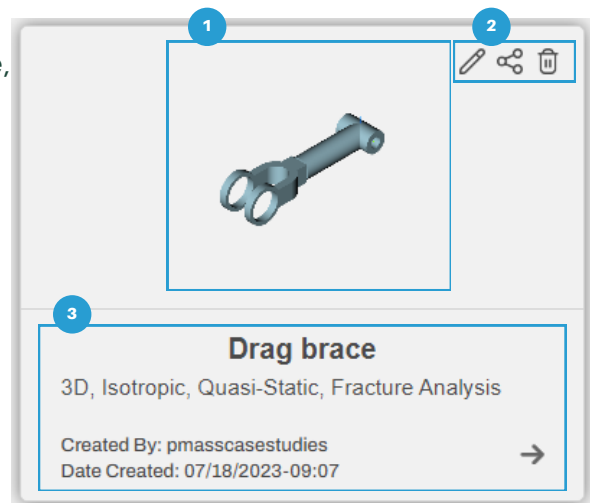 1
2
e,
3
Drag brace
3D, Isotropic, Quasi-Static, Fracture Analysis
Created By: pmasscasestudies
Date Created: 07/18/2023-09:07